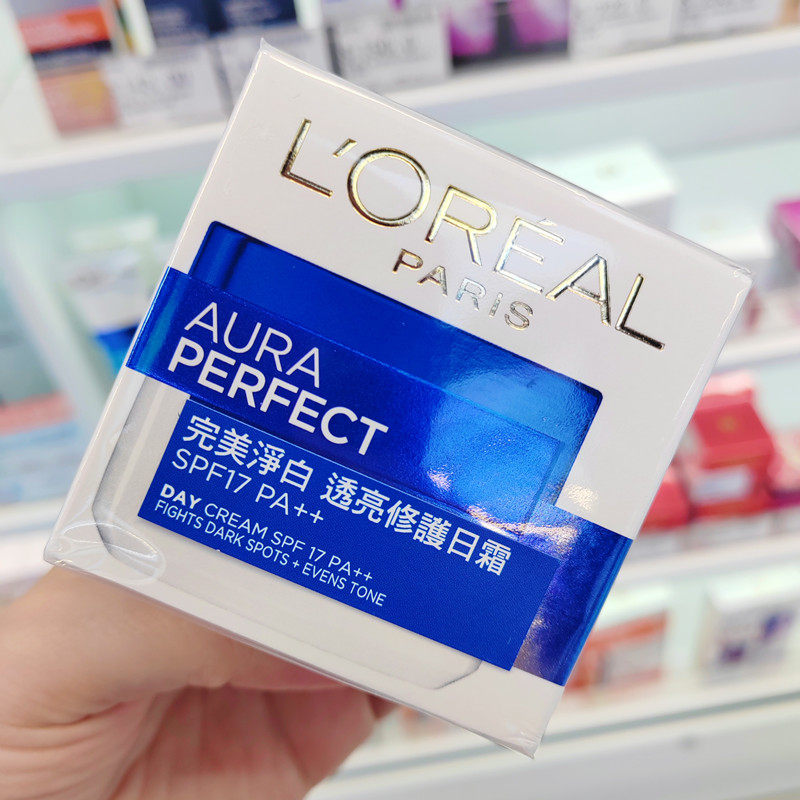 L'ORÉAL
PARIS
AURA
PERFECT
完美淨白 透亮修護日霜
SPF17 PA++
DAY CREAM SPF 17 PA++
FIGHTS DARK SPOTS + EVENS TONE